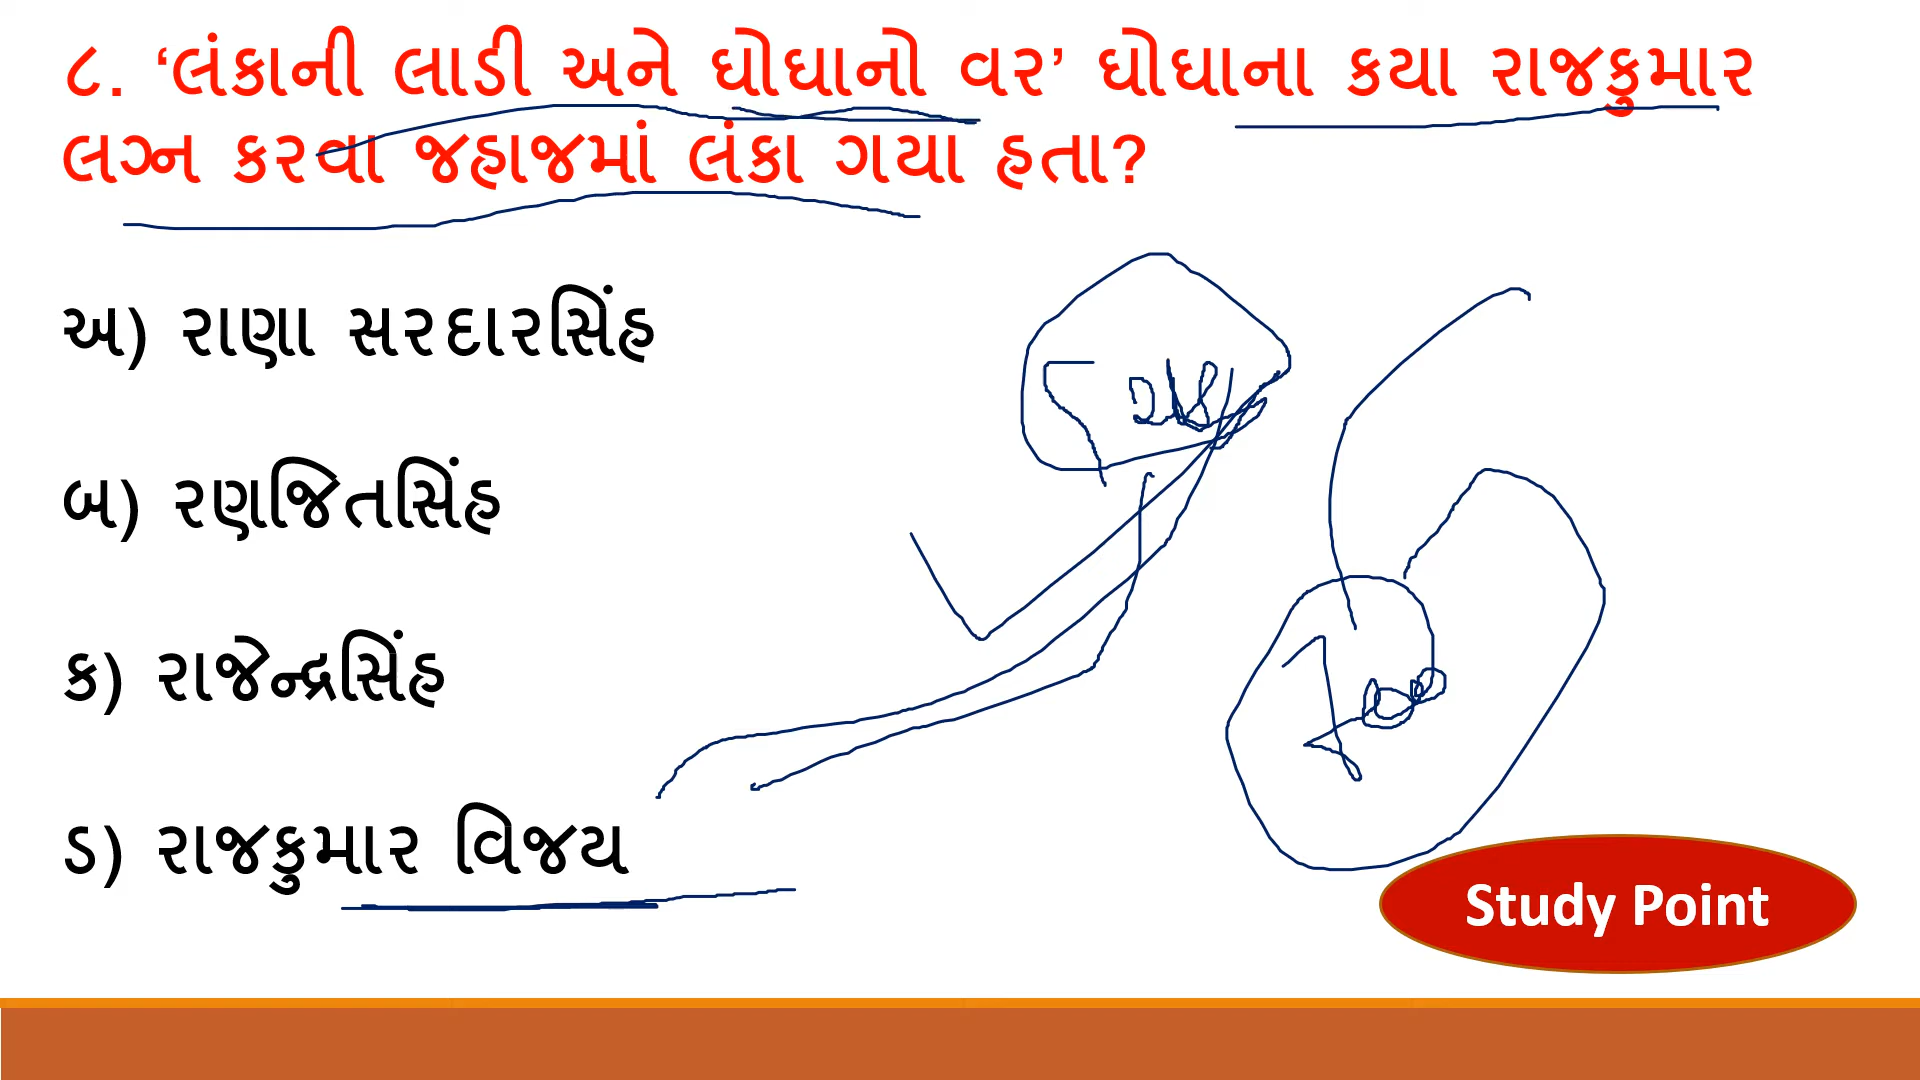 ૮. ‘લંકાની લાડી અને ઘોઘાનો વર’ ઘોઘાના કયા રાજકુમાર
લગ્ન કરવા જહાજમાં લંકા ગયા હતા?
અ) રાણા સરદારસિંહ
બ) રણજિતસિંહ
ક) રાજેન્દ્રસિંહ
ડ) રાજકુમાર વિજય
Study Point